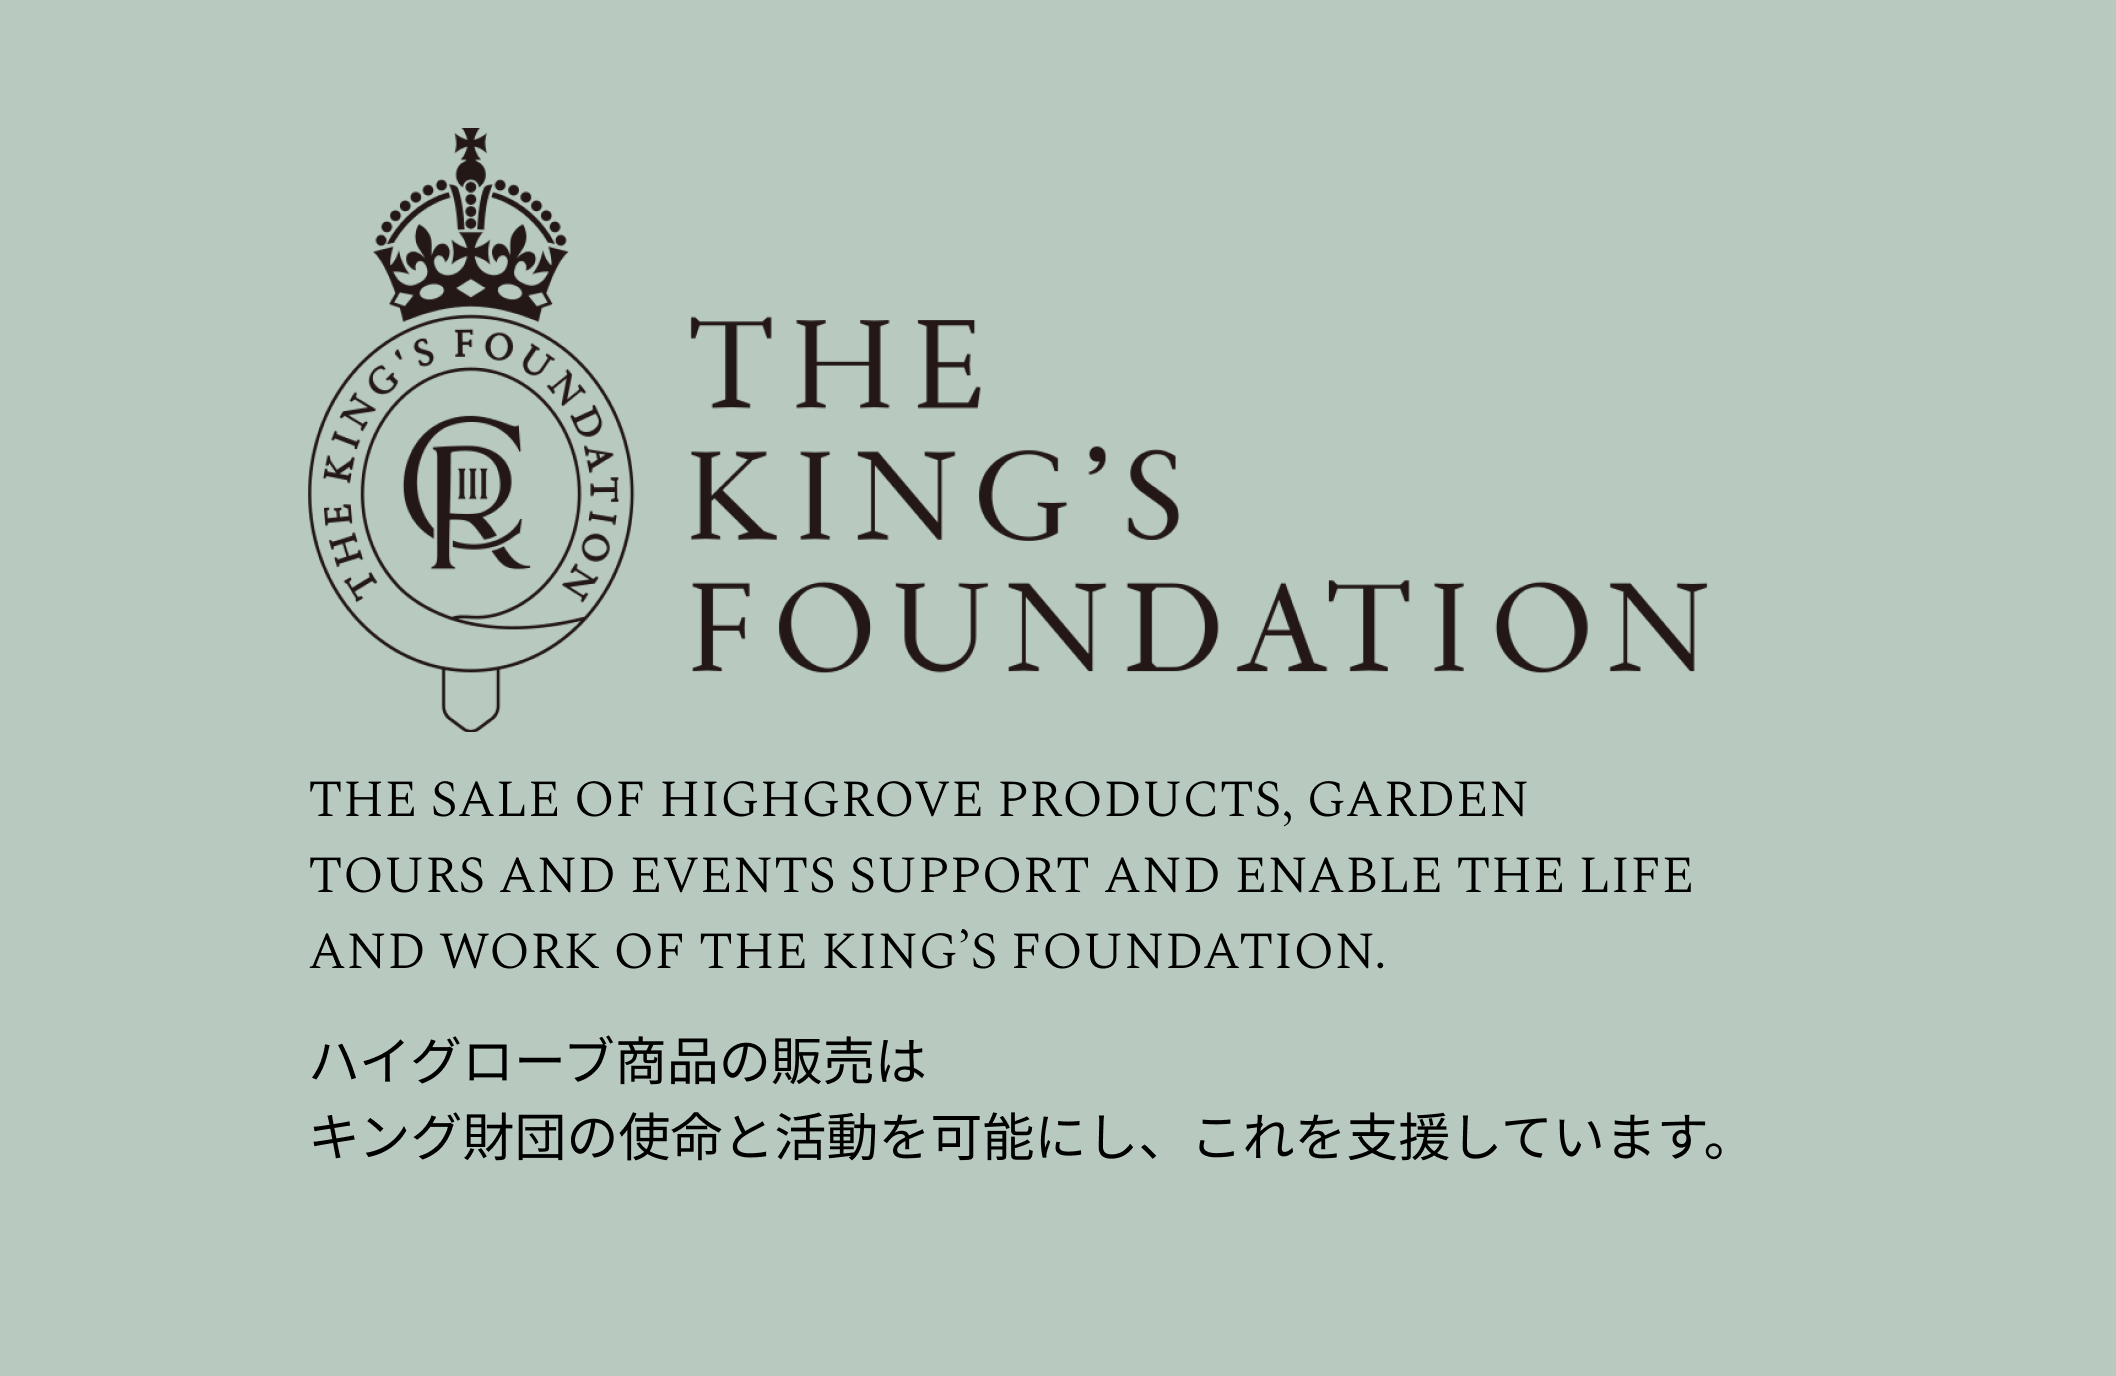 THE KING'S FOUNDATION
CR III
THE
KING’S
FOUNDATION
THE SALE OF HIGHGROVE PRODUCTS, GARDEN
TOURS AND EVENTS SUPPORT AND ENABLE THE LIFE
AND WORK OF THE KING’S FOUNDATION.
ハイグローブ商品の販売は
キング財団の使命と活動を可能にし、これを支援しています。